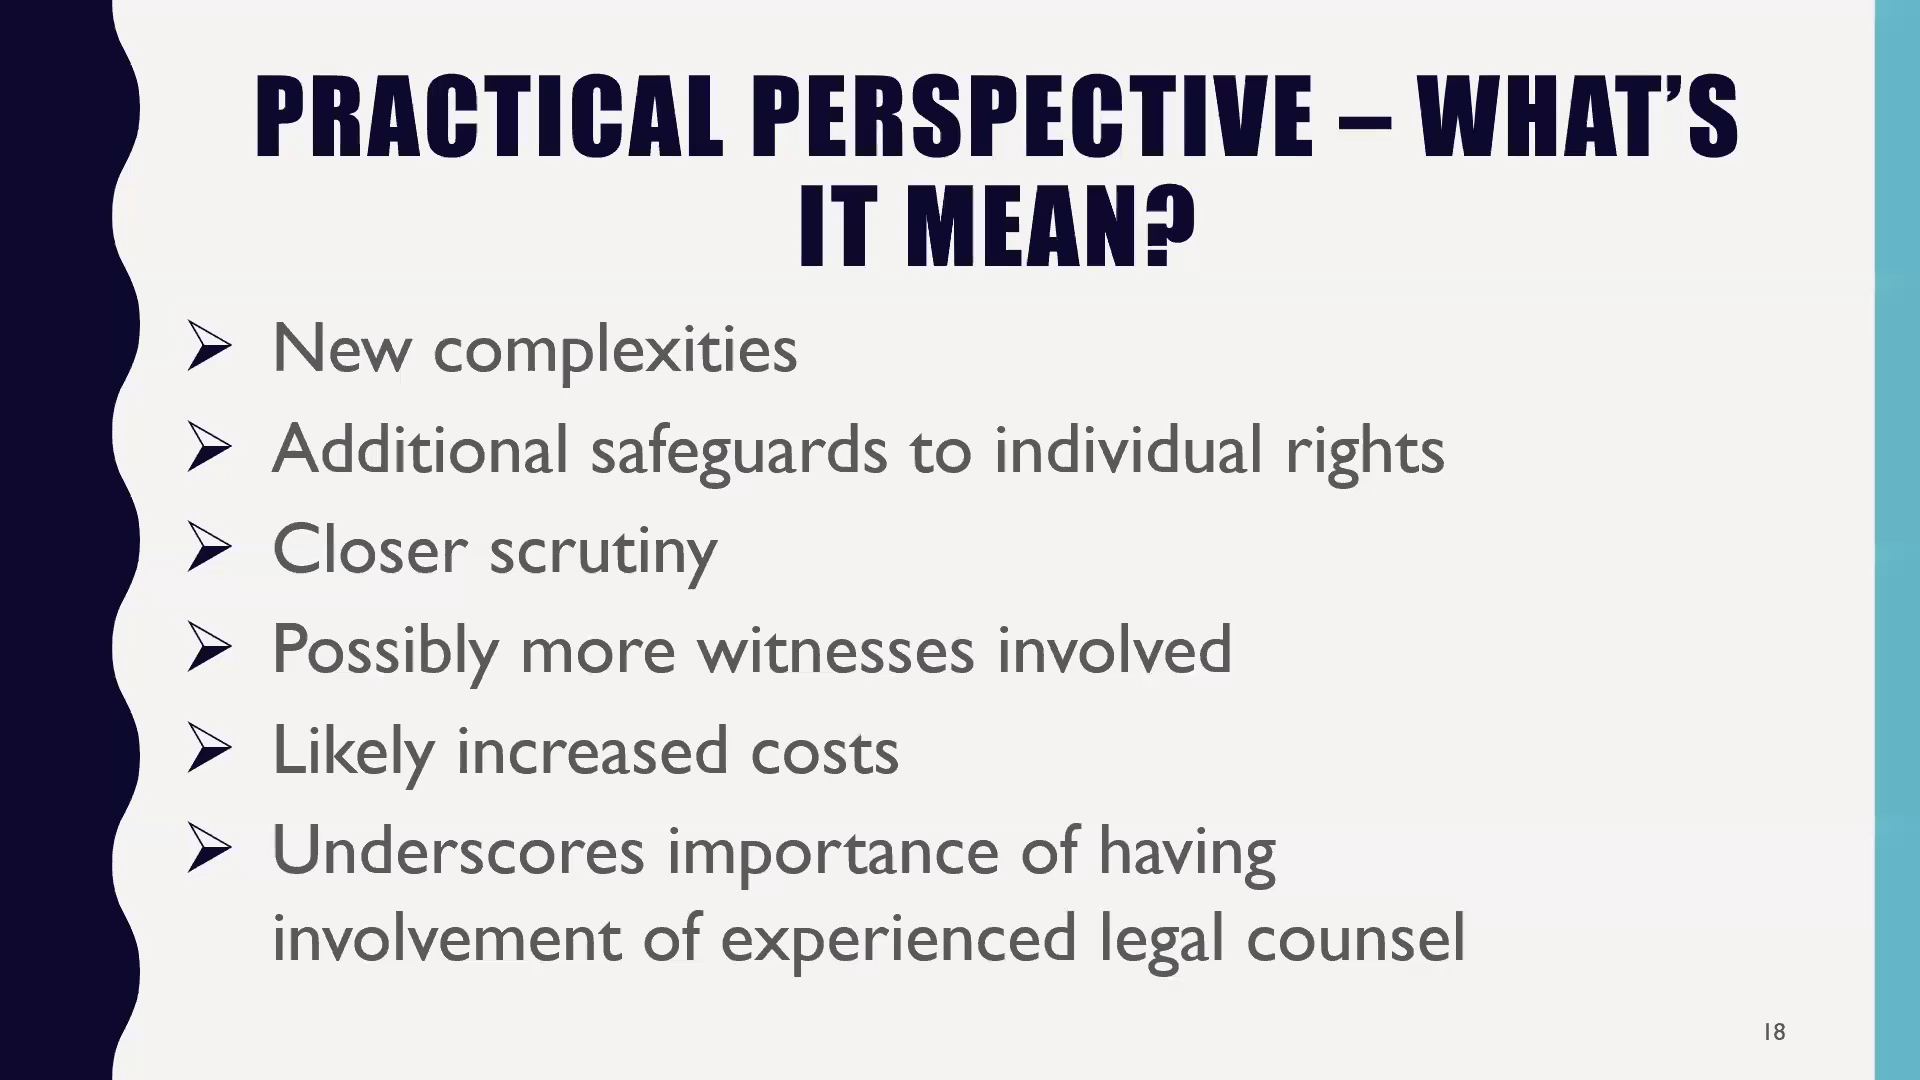 PRACTICAL PERSPECTIVE – WHAT’S
IT MEAN?
New complexities
Additional safeguards to individual rights
Closer scrutiny
Possibly more witnesses involved
Likely increased costs
Underscores importance of having
involvement of experienced legal counsel
18